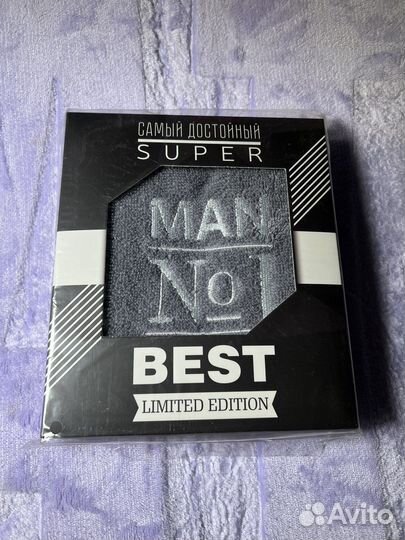 САМЫЙ ДОСТОЙНЫЙ
SUPER
MAN
No1
BEST
LIMITED EDITION
Avito